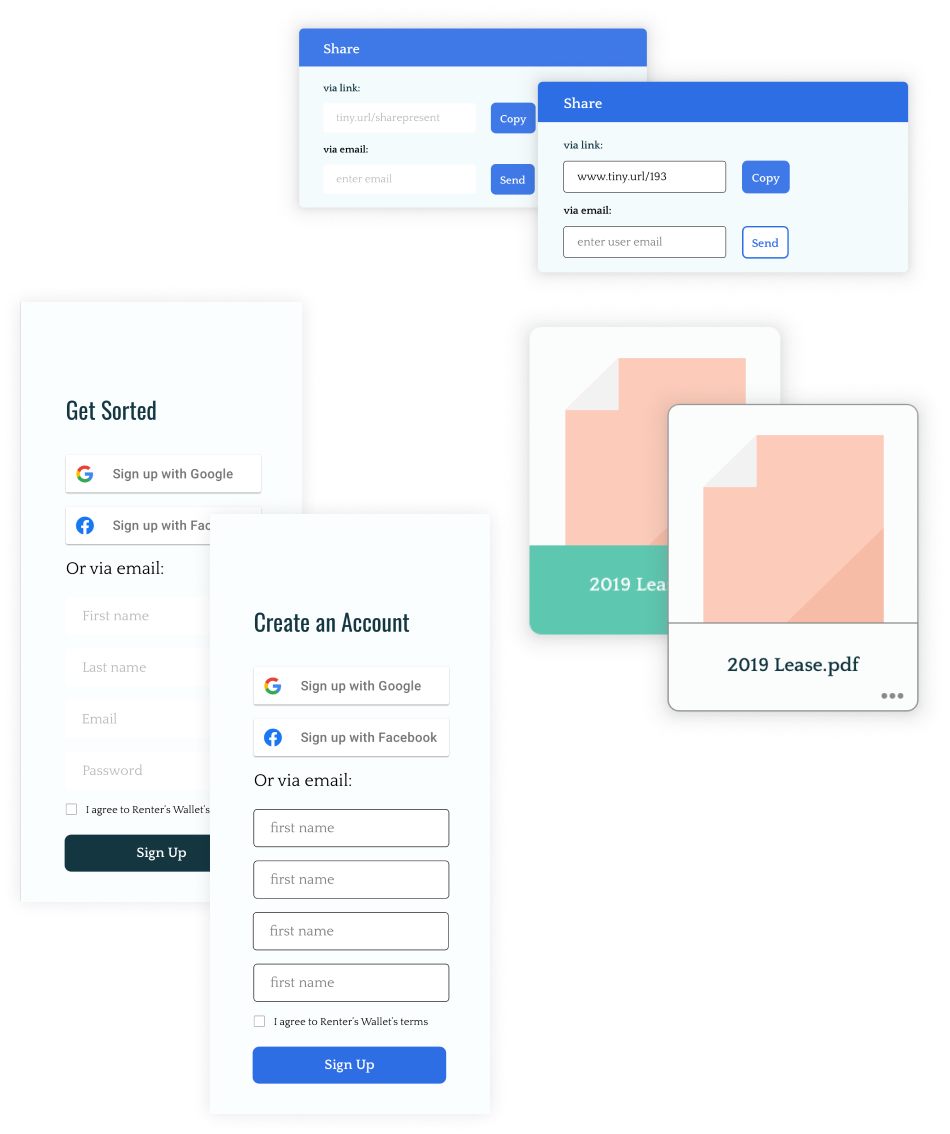 Share
via link:
tiny.url/sharepresent
Copy
via email:
enter email
Send
Share
via link:
www.tiny.url/193
Copy
via email:
enter user email
Send
Get Sorted
Sign up with Google
Sign up with Fac
Or via email:
First name
Last name
Email
Password
I agree to Renter's Wallet's
Sign Up
Create an Account
Sign up with Google
Sign up with Facebook
Or via email:
first name
first name
first name
first name
I agree to Renter's Wallet's terms
Sign Up
2019 Lea
2019 Lease.pdf